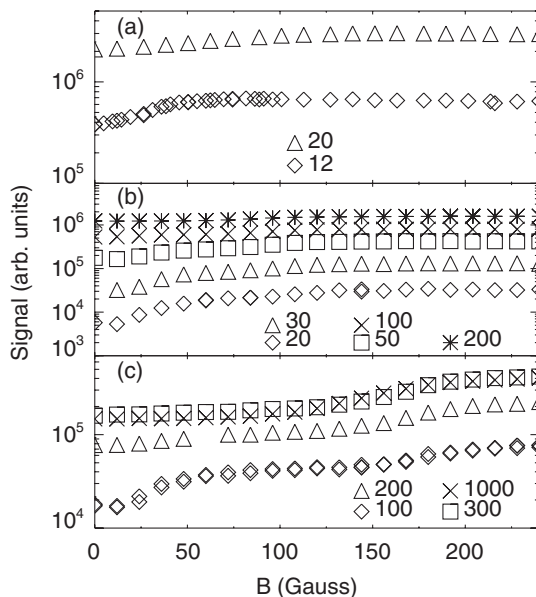 (a)
10⁶
10⁵
△ 20
◇ 12
(b)
10⁶
10⁵
10⁴
10³
△ 30 × 100
◇ 20 □ 50 ✳ 200
(c)
10⁵
10⁴
△ 200 × 1000
◇ 100 □ 300
Signal (arb. units)
0 50 100 150 200
B (Gauss)